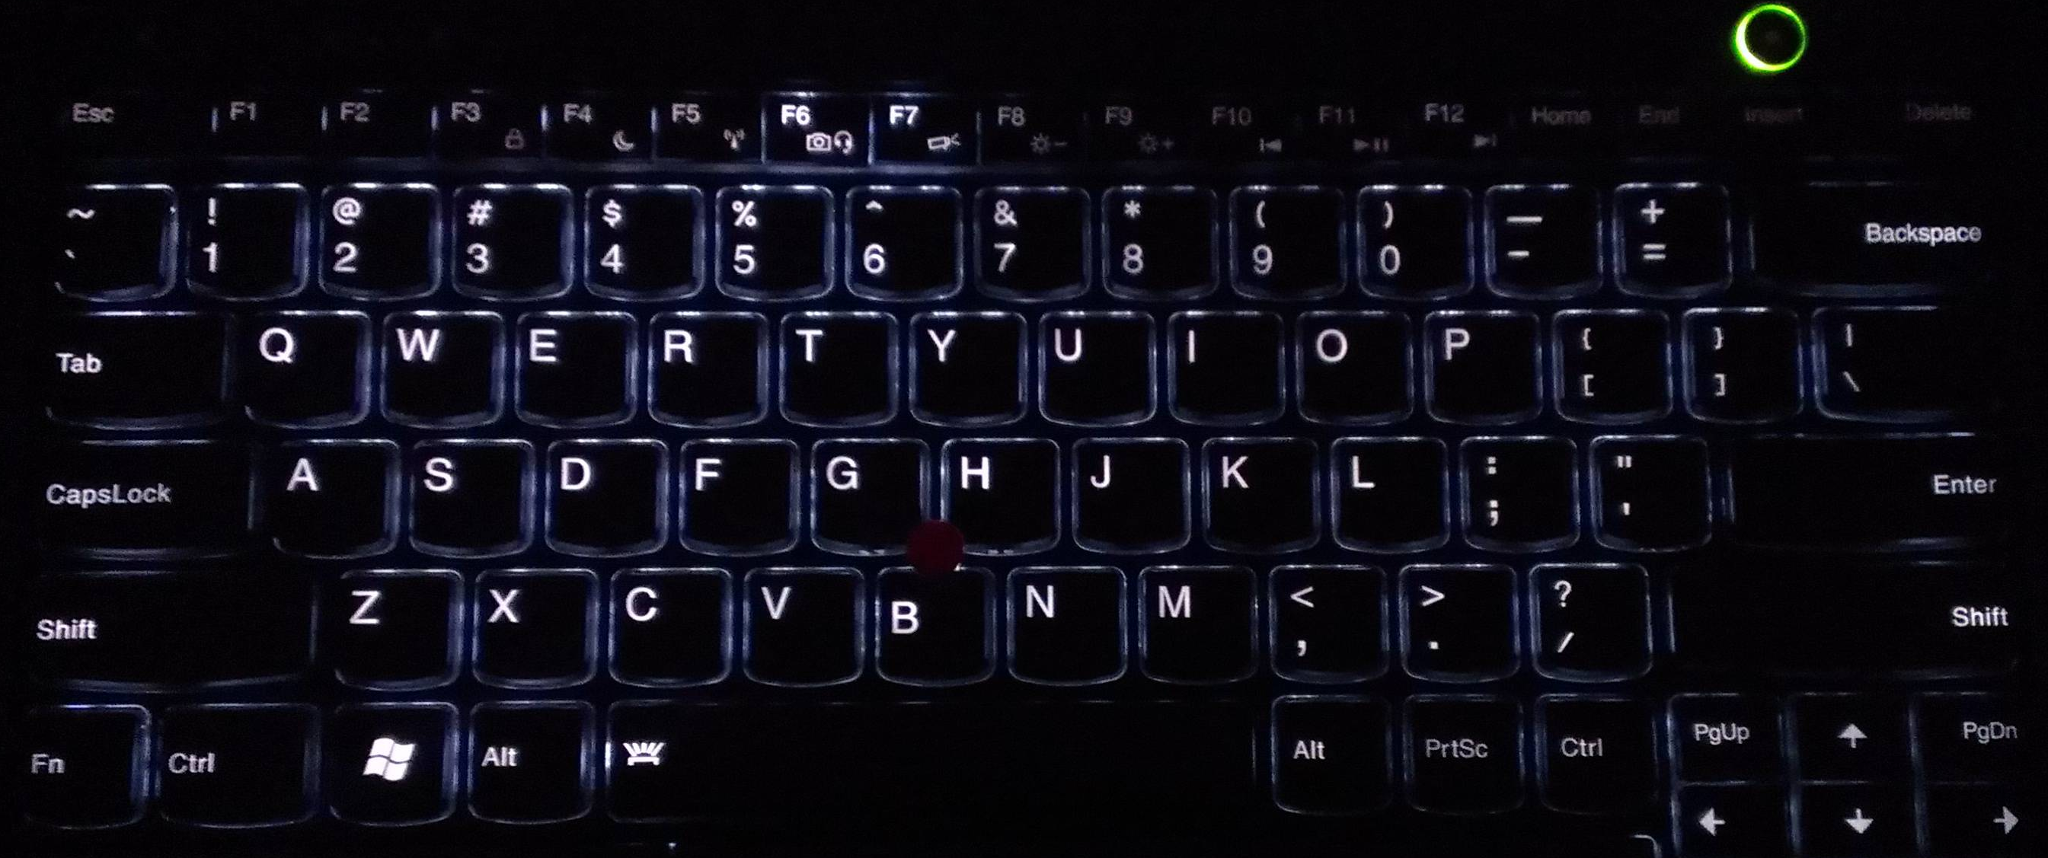 Esc F1 F2 F3 F4 F5 F6 F7 F8 F9 F10 F11 F12 Home End Insert Delete
~ ! @ # $ % ^ & * ( ) — +
` 1 2 3 4 5 6 7 8 9 0 - = Backspace
Tab Q W E R T Y U I O P { } |
[ ] \
CapsLock A S D F G H J K L : " Enter
; '
Shift Z X C V B N M < > ? Shift
, . /
Fn Ctrl Alt Alt PrtSc Ctrl PgUp ↑ PgDn
← ↓ →